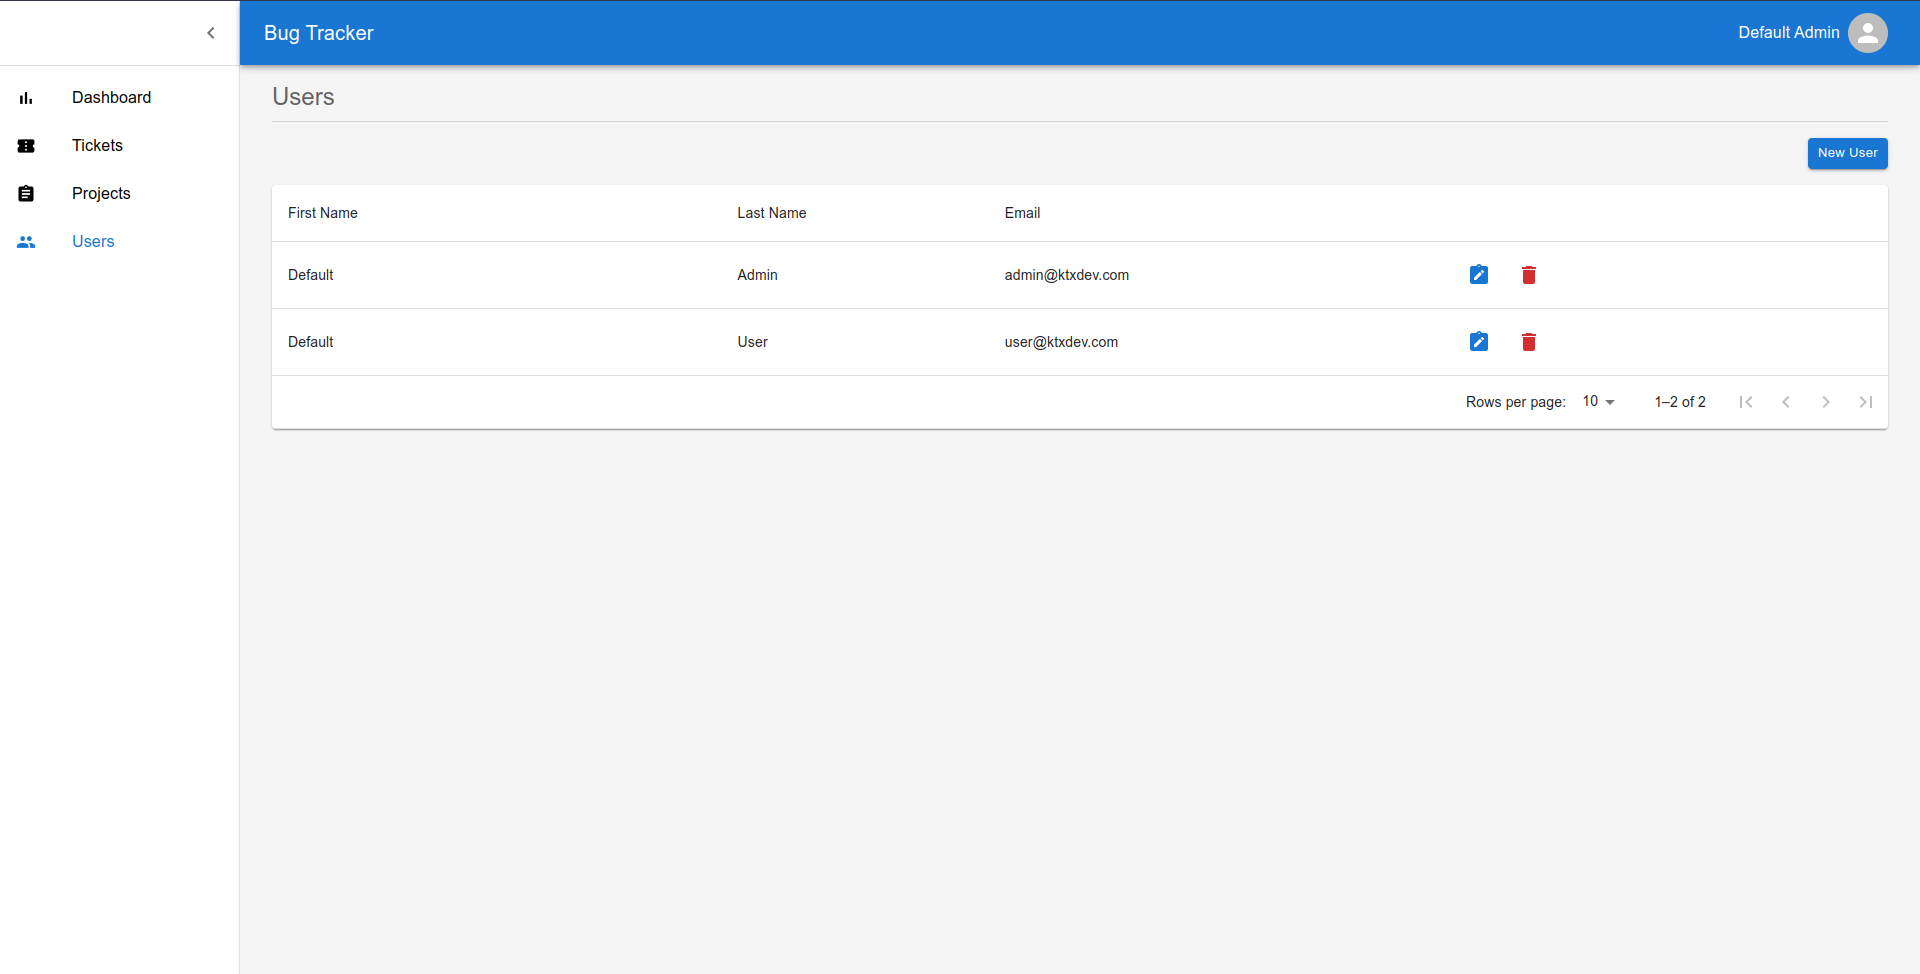 Bug Tracker
Default Admin
Dashboard
Tickets
Projects
Users
Users
New User
First Name Last Name Email
Default Admin admin@ktxdev.com
Default User user@ktxdev.com
Rows per page: 10 1–2 of 2